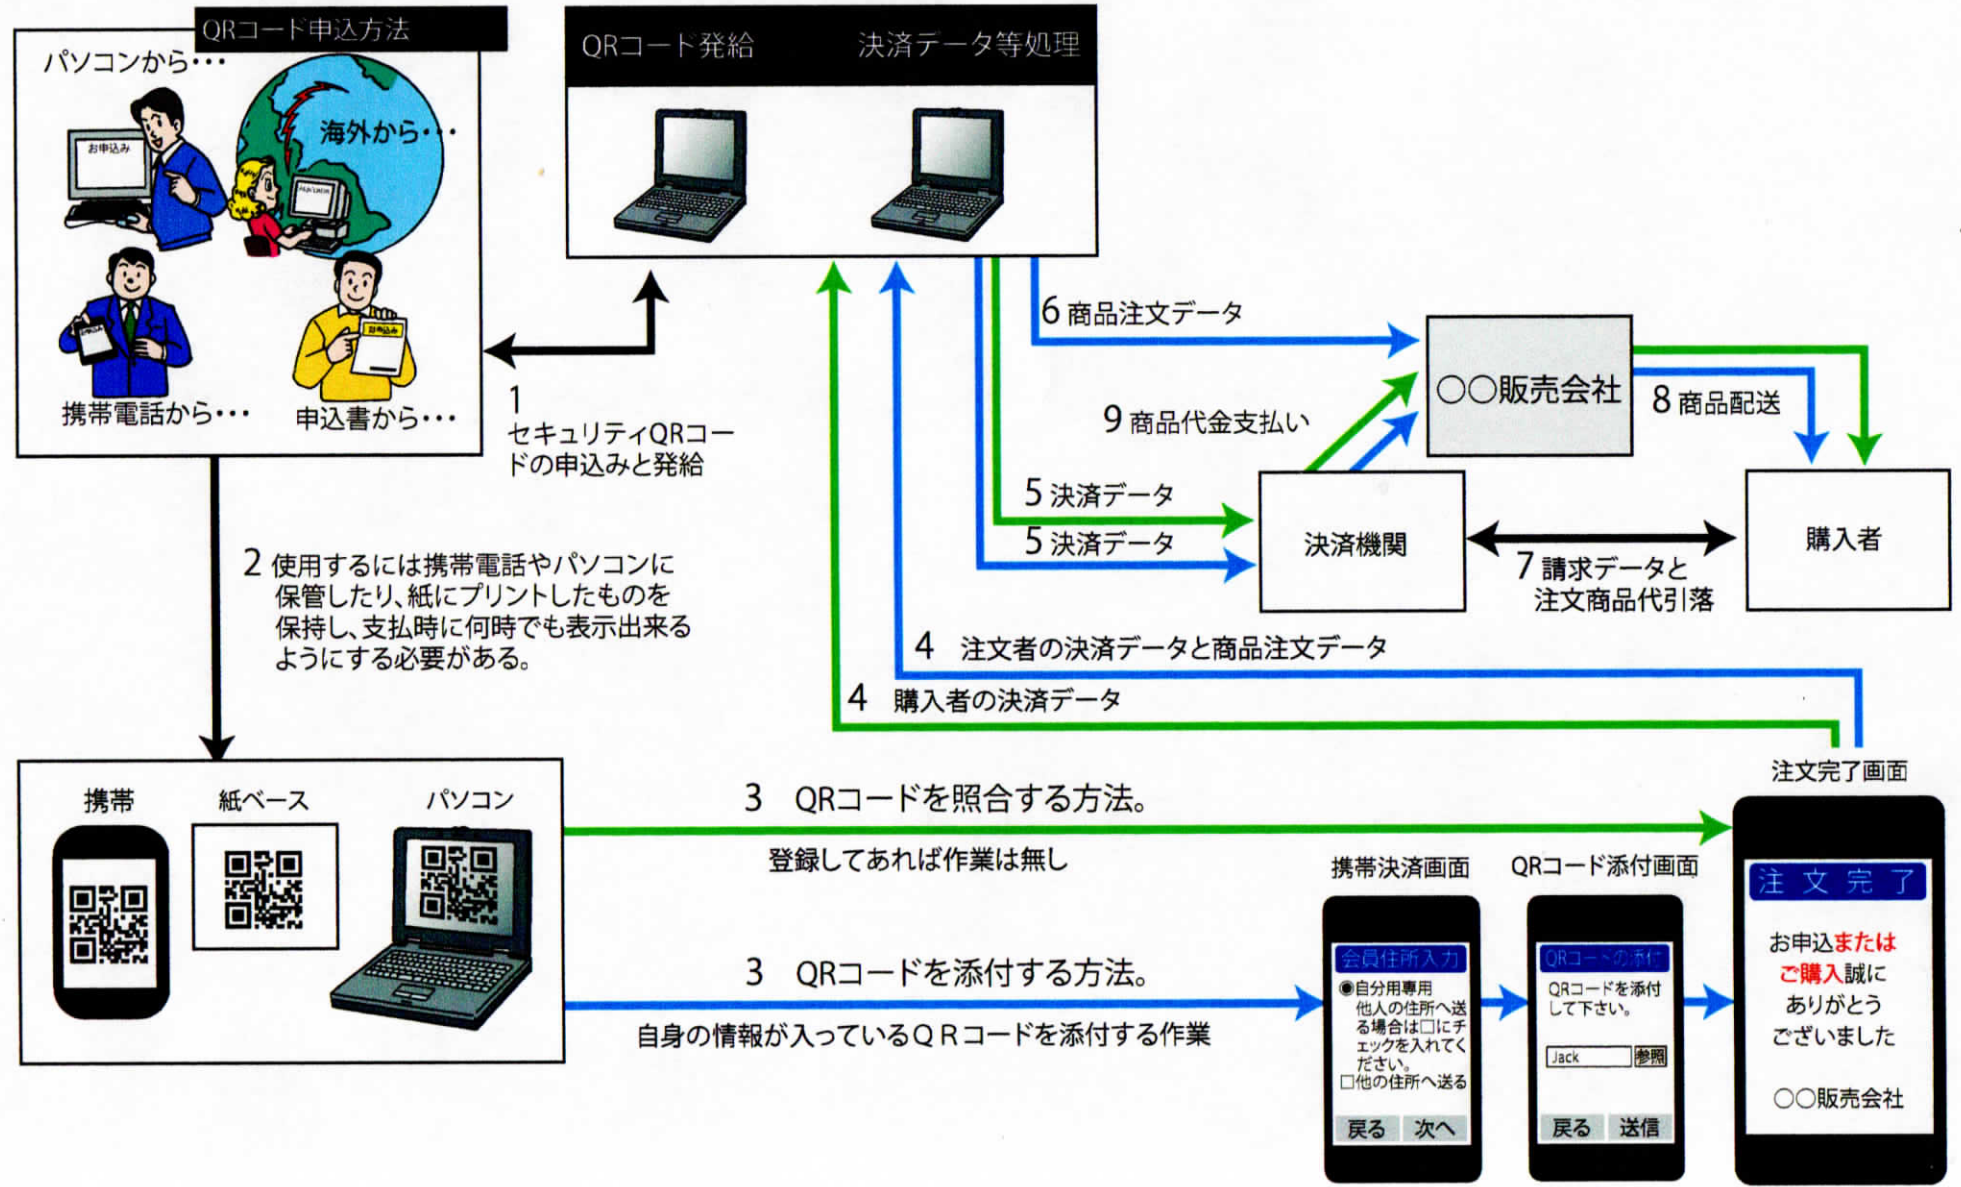 QRコード申込方法
パソコンから・・・
お申込み
海外から・・・
お申込み
携帯電話から・・・
申込書から・・・
QRコード発給
決済データ等処理
1
セキュリティQRコー
ドの申込みと発給
6 商品注文データ
○○販売会社
8 商品配送
9 商品代金支払い
5 決済データ
5 決済データ
決済機関
購入者
7 請求データと
注文商品代引落
2 使用するには携帯電話やパソコンに
保管したり、紙にプリントしたものを
保持し、支払時に何時でも表示出来る
ようにする必要がある。
4 注文者の決済データと商品注文データ
4 購入者の決済データ
携帯
紙ベース
パソコン
3 QRコードを照合する方法。
登録してあれば作業は無し
3 QRコードを添付する方法。
自身の情報が入っているQRコードを添付する作業
携帯決済画面
会員住所入力
◉自分用専用
他人の住所へ送
る場合は□にチ
ェックを入れてく
ださい。
□他の住所へ送る
戻る 次へ
QRコード添付画面
QRコードの添付
QRコードを添付
して下さい。
Jack 参照
戻る 送信
注文完了画面
注文完了
お申込または
ご購入誠に
ありがとう
ございました
○○販売会社